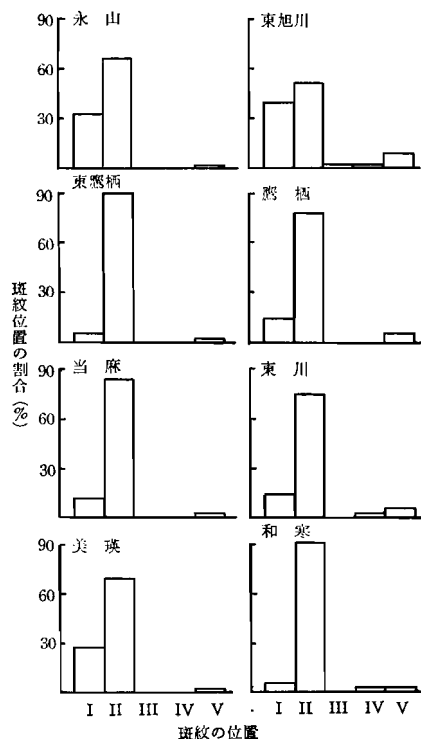 永山
90
60
30
東旭川
東鷹栖
90
60
30
鷹栖
当麻
90
60
30
東川
美瑛
90
60
30
和寒
斑紋位置の割合(%)
I II III IV V
I II III IV V
斑紋の位置